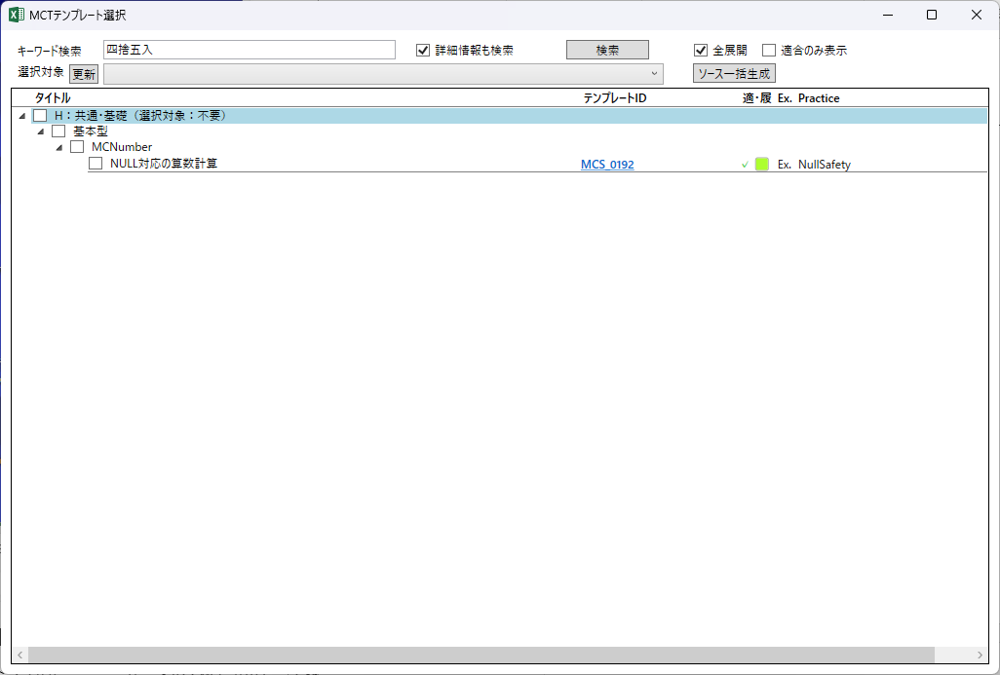 MCTテンプレート選択
キーワード検索 四捨五入 詳細情報も検索 検索 全展開 適合のみ表示
選択対象 更新 ソース一括生成
タイトル テンプレートID 適・履 Ex. Practice
H：共通・基礎（選択対象：不要）
基本型
MCNumber
NULL対応の算数計算 MCS_0192 ✓ Ex. NullSafety